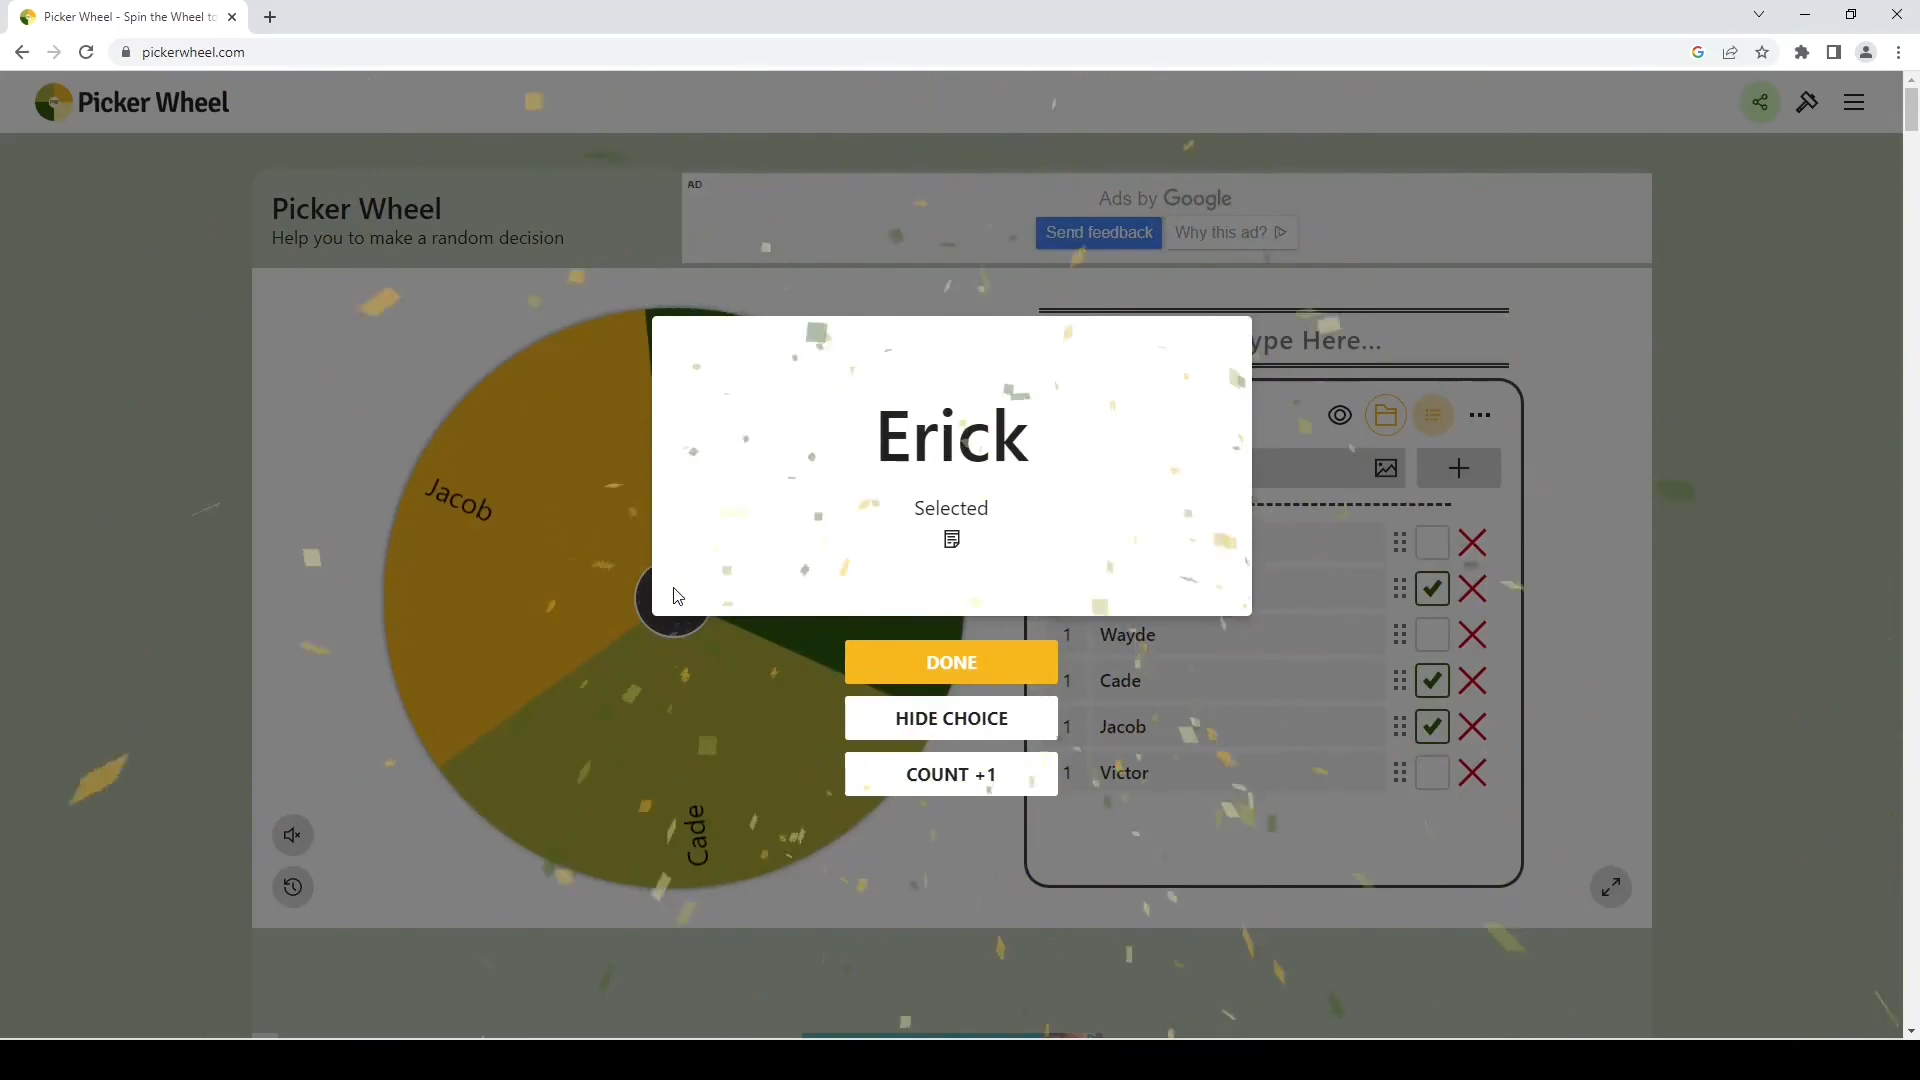 Picker Wheel - Spin the Wheel to
pickerwheel.com
Picker Wheel
Picker Wheel
Help you to make a random decision
AD
Ads by Google
Send feedback
Why this ad?
ype Here...
Jacob
Cade
Erick
Selected
DONE
HIDE CHOICE
COUNT +1
1 Wayde
1 Cade
1 Jacob
1 Victor